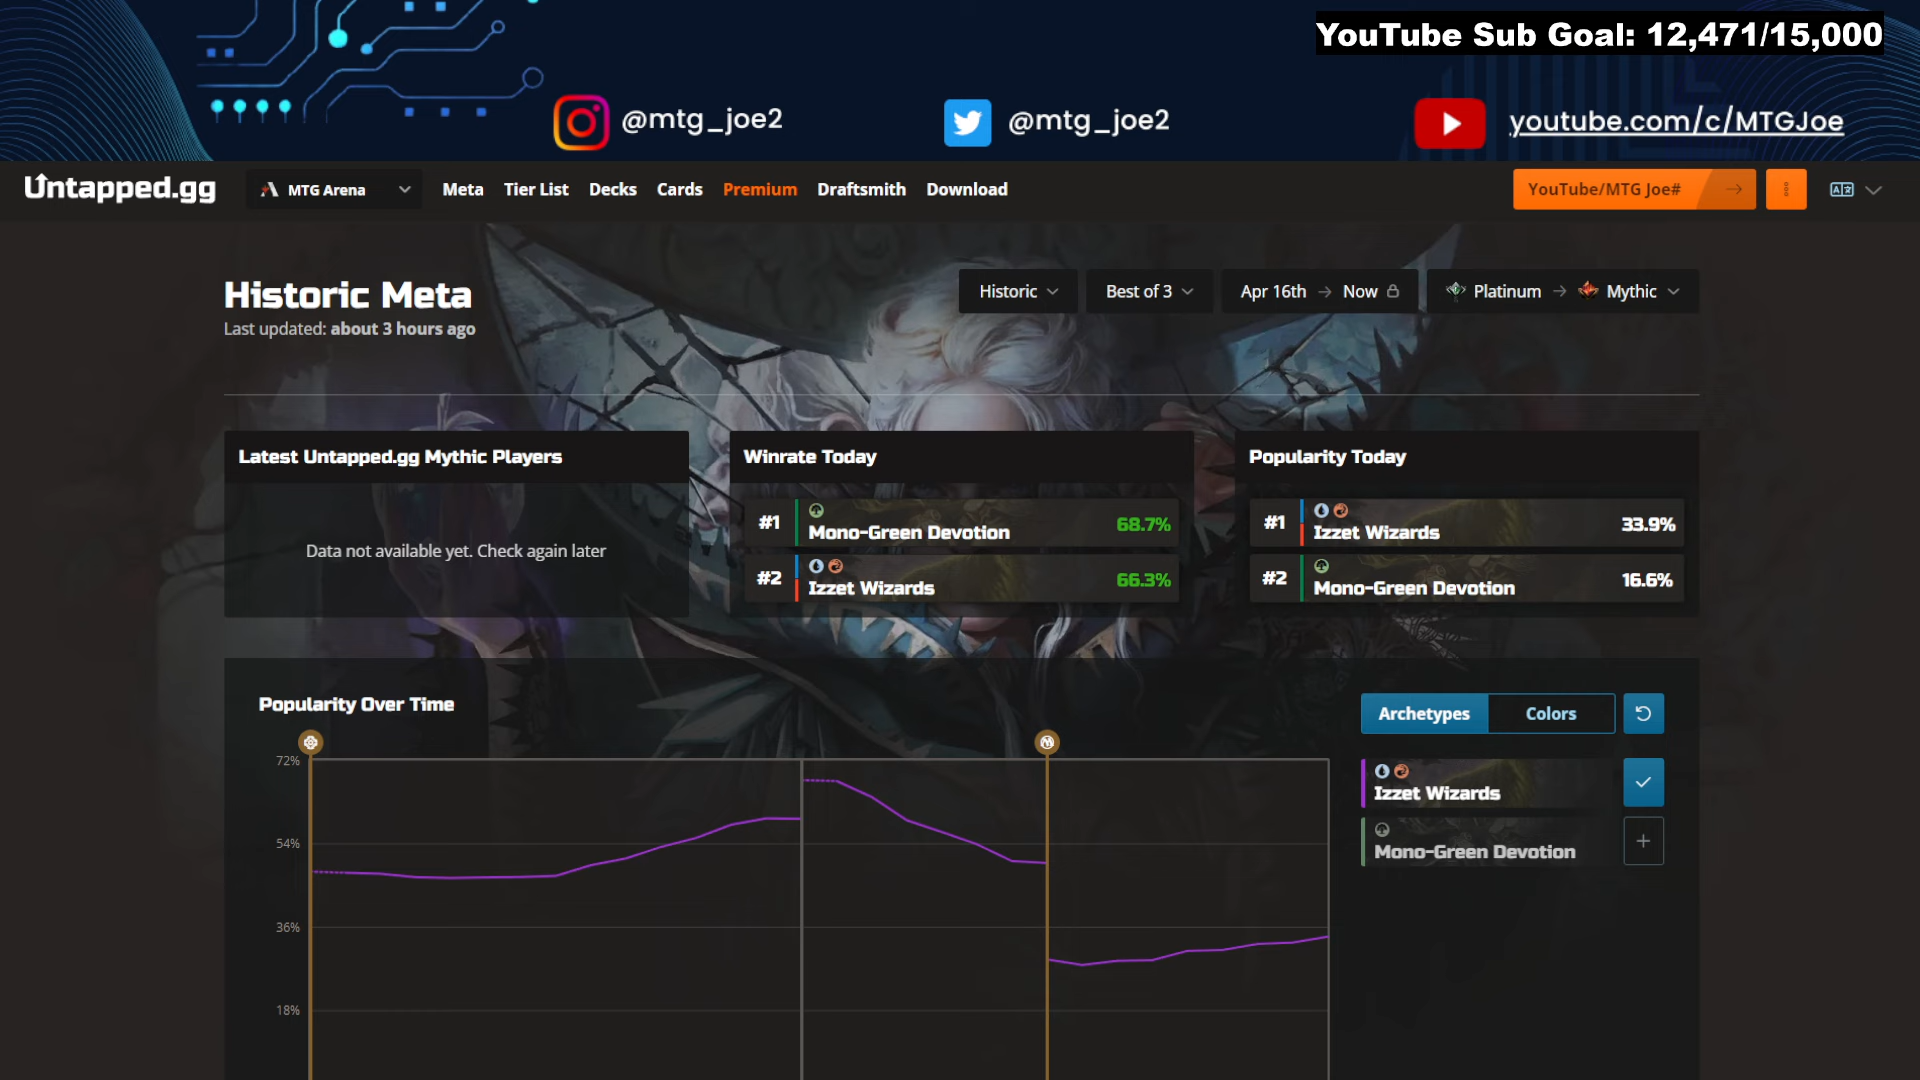 YouTube Sub Goal: 12,471/15,000
@mtg_joe2
@mtg_joe2
youtube.com/c/MTGJoe
Untapped.gg
MTG Arena
Meta
Tier List
Decks
Cards
Premium
Draftsmith
Download
YouTube/MTG Joe#
Historic Meta
Last updated: about 3 hours ago
Historic
Best of 3
Apr 16th → Now
Platinum → Mythic
Latest Untapped.gg Mythic Players
Data not available yet. Check again later
Winrate Today
#1 Mono-Green Devotion 68.7%
#2 Izzet Wizards 66.3%
Popularity Today
#1 Izzet Wizards 33.9%
#2 Mono-Green Devotion 16.6%
Popularity Over Time
72%
54%
36%
18%
Archetypes
Colors
Izzet Wizards
Mono-Green Devotion